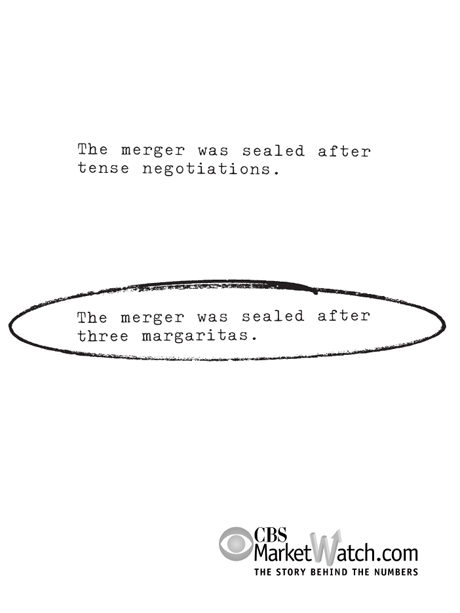 The merger was sealed after
tense negotiations.
The merger was sealed after
three margaritas.
CBS
MarketWatch.com
THE STORY BEHIND THE NUMBERS